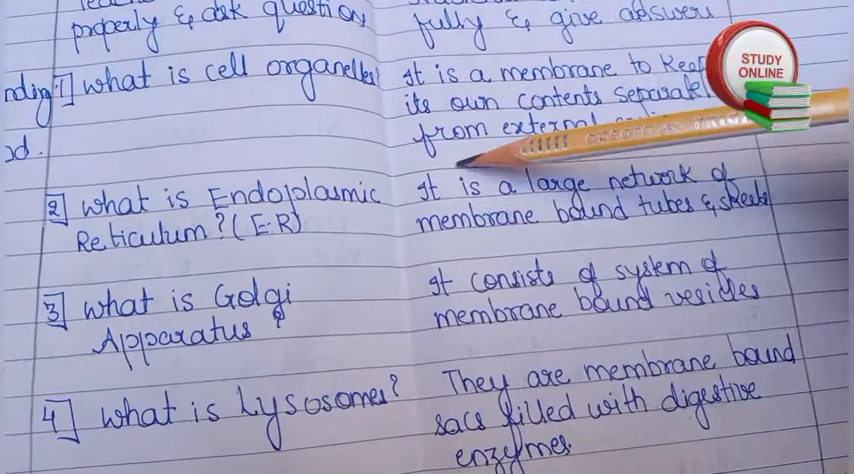 properly & ask question
fully & give answers
nding 1] what is cell organelles?
It is a membrane to keep
its own contents separate
from external
od.
2] what is Endoplasmic
Reticulum? (E.R)
It is a large network of
membrane bound tubes & sheets
3] what is Golgi
Apparatus?
It consists of system of
membrane bound vesicles
4] what is Lysosomes?
They are membrane bound
sacs filled with digestive
enzymes.
STUDY
ONLINE